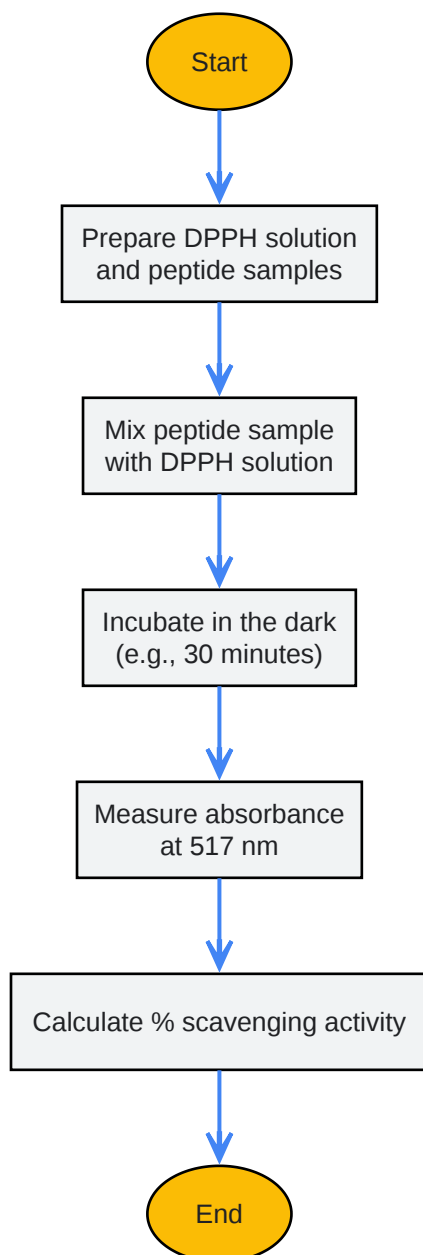 Start
Prepare DPPH solution
and peptide samples
Mix peptide sample
with DPPH solution
Incubate in the dark
(e.g., 30 minutes)
Measure absorbance
at 517 nm
Calculate % scavenging activity
End